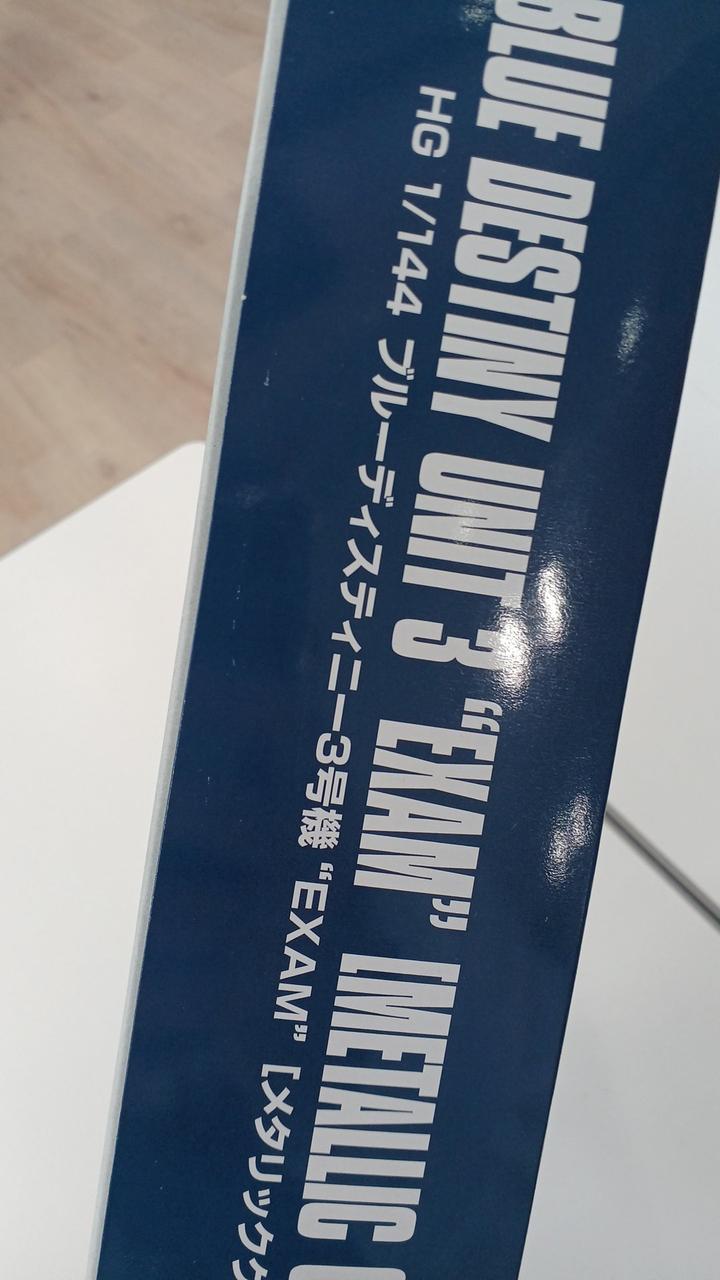 BLUE DESTINY UNIT 3 “EXAM” [METALLIC
HG 1/144 ブルーディスティニー3号機 “EXAM” [メタリック